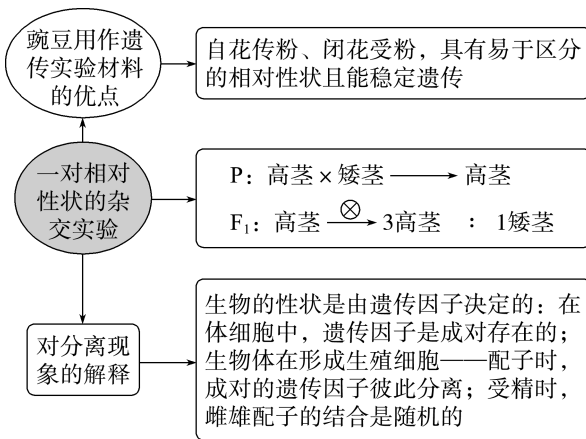 豌豆用作遗
传实验材料
的优点
自花传粉、闭花受粉，具有易于区分
的相对性状且能稳定遗传
一对相对
性状的杂
交实验
P：高茎×矮茎⟶高茎
F₁：高茎 ⊗⟶ 3高茎 ：1矮茎
对分离现
象的解释
生物的性状是由遗传因子决定的：在
体细胞中，遗传因子是成对存在的；
生物体在形成生殖细胞——配子时，
成对的遗传因子彼此分离；受精时，
雌雄配子的结合是随机的